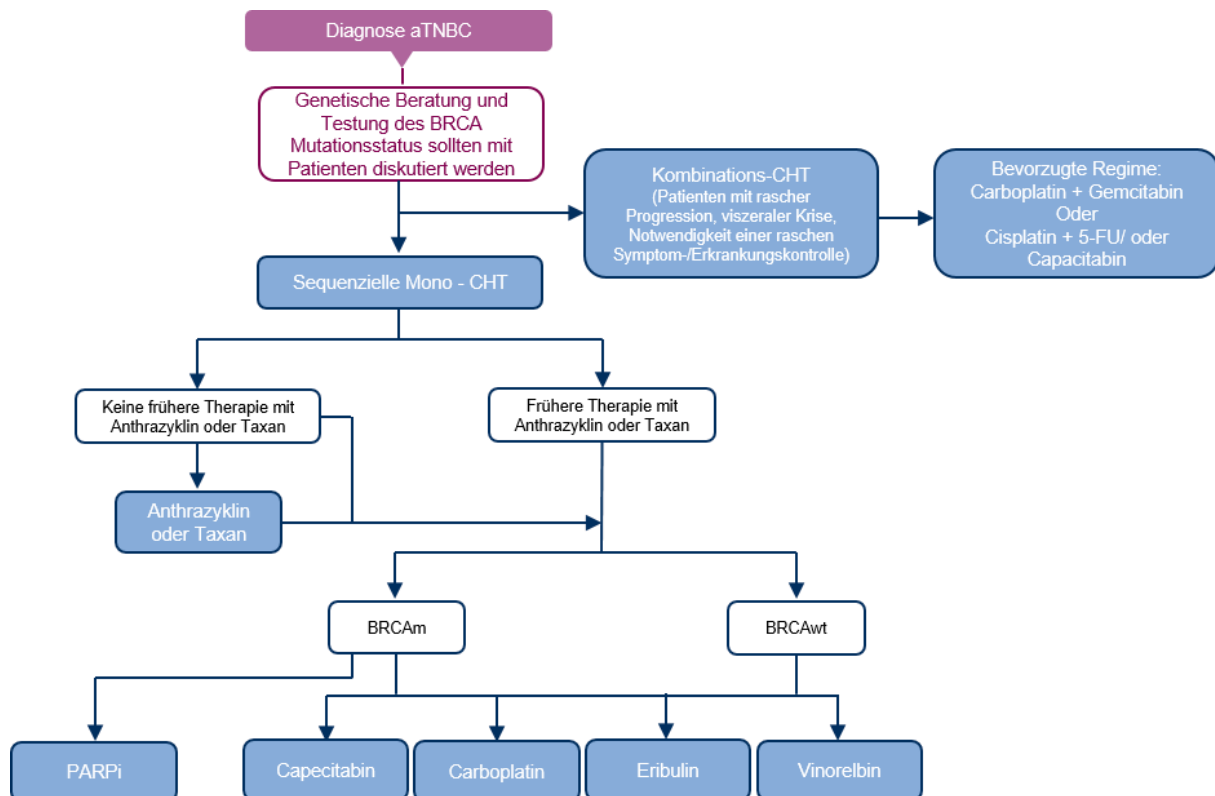 Diagnose aTNBC
Genetische Beratung und
Testung des BRCA
Mutationsstatus sollten mit
Patienten diskutiert werden
Kombinations-CHT
(Patienten mit rascher
Progression, viszeraler Krise,
Notwendigkeit einer raschen
Symptom-/Erkrankungskontrolle)
Bevorzugte Regime:
Carboplatin + Gemcitabin
Oder
Cisplatin + 5-FU/ oder
Capacitabin
Sequenzielle Mono - CHT
Keine frühere Therapie mit
Anthrazyklin oder Taxan
Frühere Therapie mit
Anthrazyklin oder Taxan
Anthrazyklin
oder Taxan
BRCAm
BRCAwt
PARPi
Capecitabin
Carboplatin
Eribulin
Vinorelbin